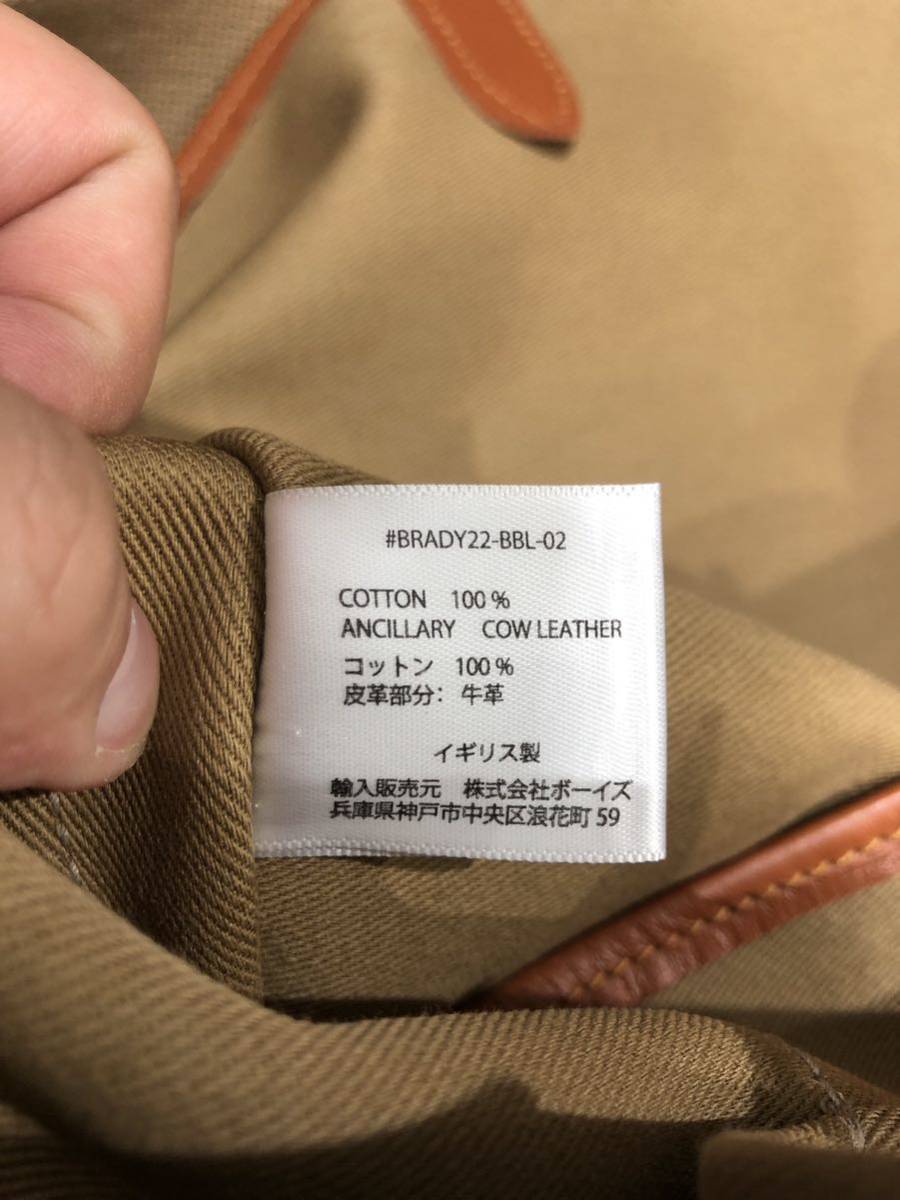 #BRADY22-BBL-02
COTTON 100 %
ANCILLARY COW LEATHER
コットン 100 %
皮革部分： 牛革
イギリス製
輸入販売元 株式会社ボーイズ
兵庫県神戸市中央区浪花町 59